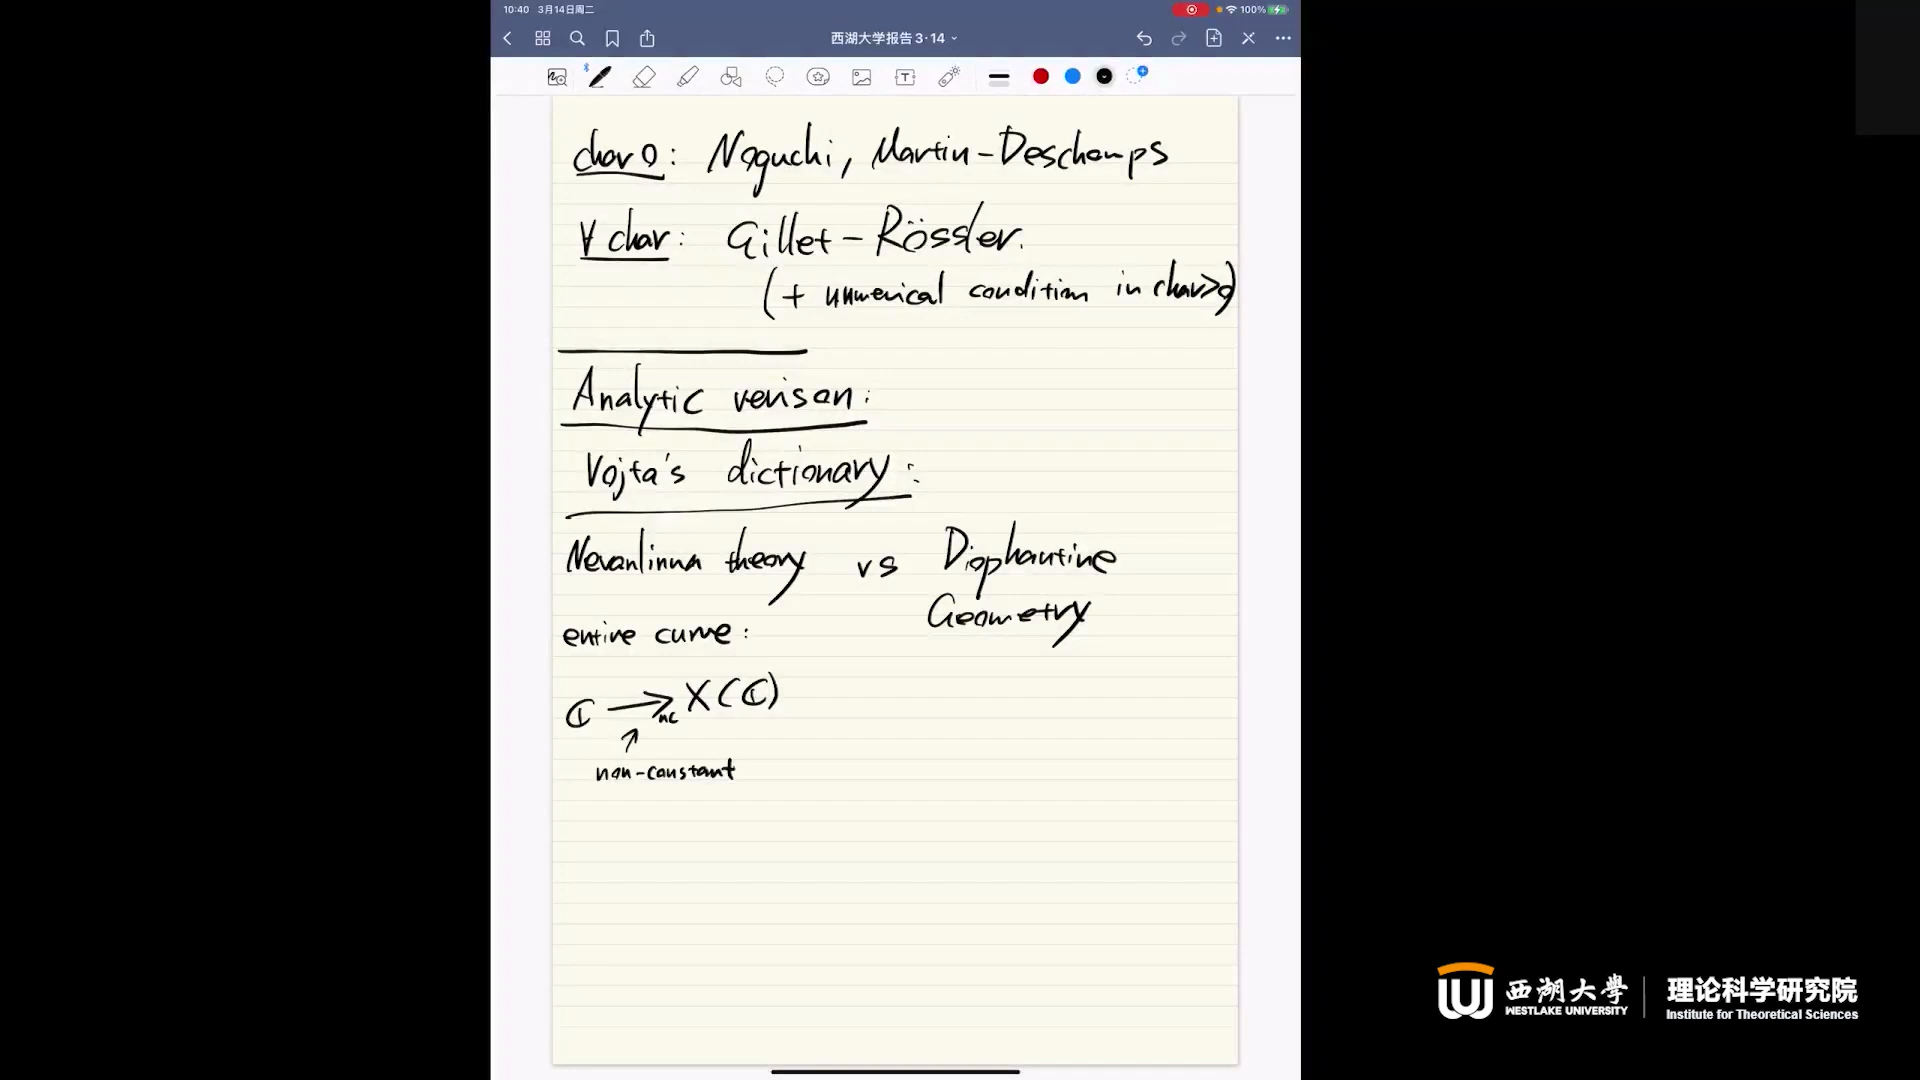 10:40 3月14日周二
100%
西湖大学报告3·14
char 0: Noguchi, Martin-Deschamps
∀ char: Gillet-Rössler.
(+ numerical condition in char>0)
Analytic verison:
Vojta's dictionary:
Nevanlinna theory vs Diophantine
Geometry
entire curve:
ℂ → X(ℂ)
nc
↑
non-constant
西湖大學 理论科学研究院
WESTLAKE UNIVERSITY Institute for Theoretical Sciences